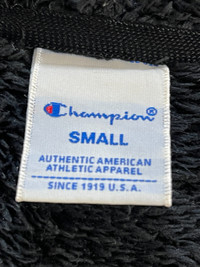 Champion®
SMALL
AUTHENTIC AMERICAN
ATHLETIC APPAREL
SINCE 1919 U.S.A.